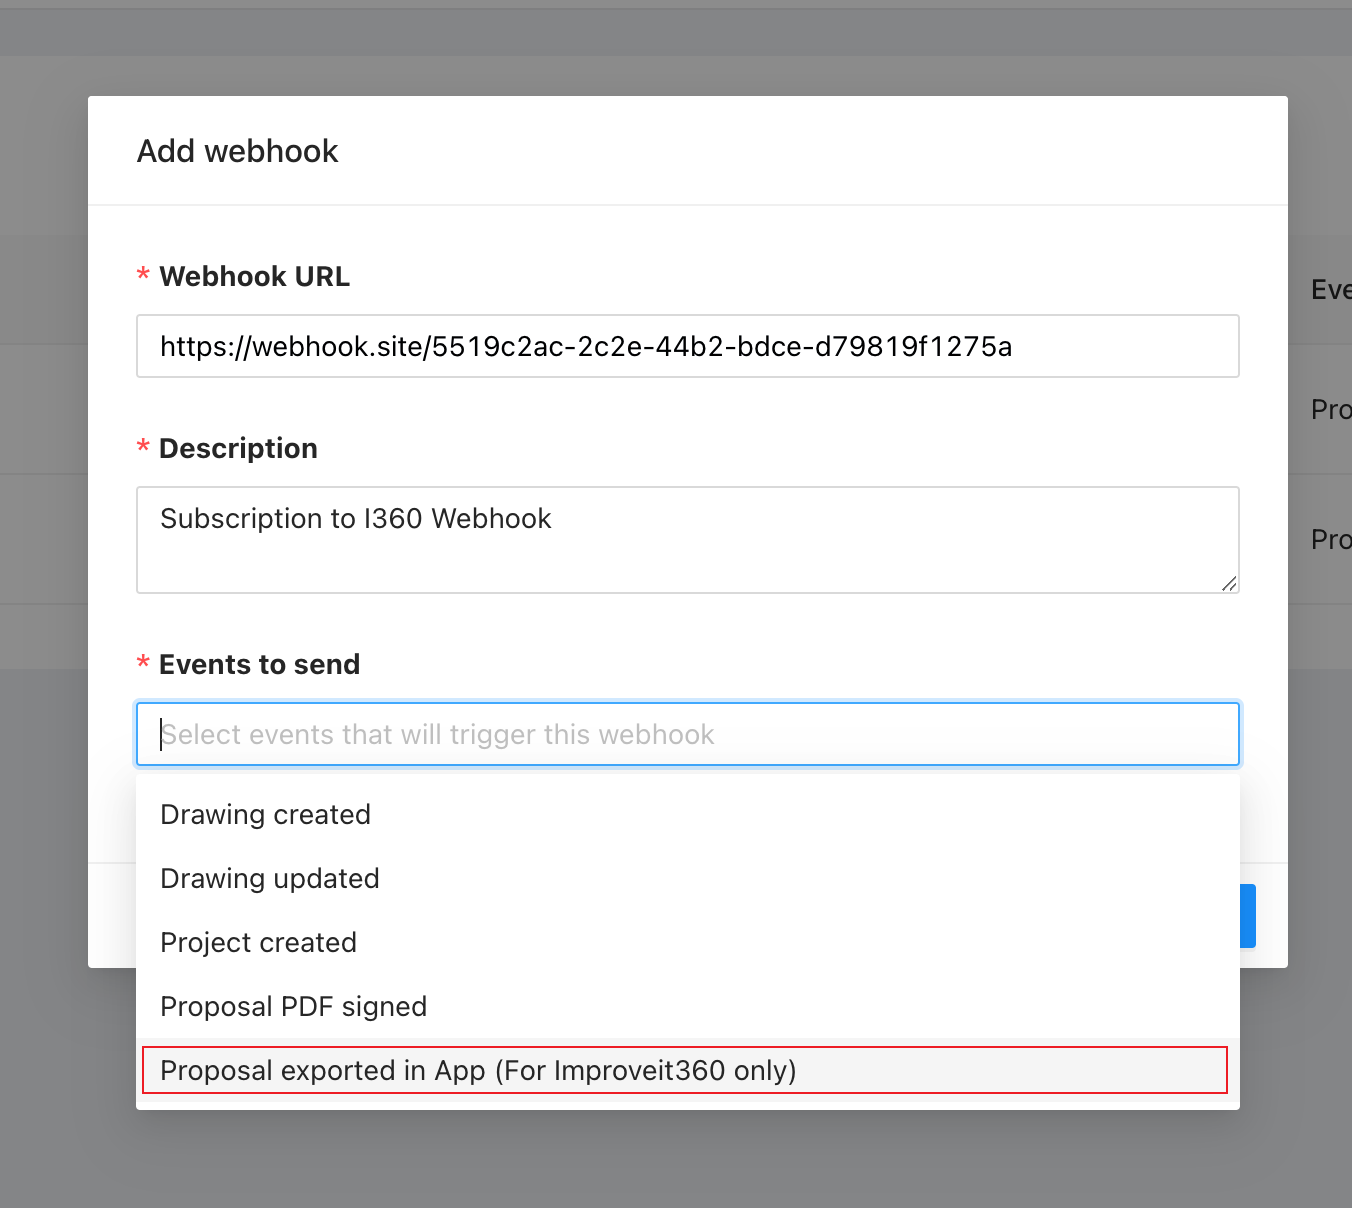 Add webhook
* Webhook URL
https://webhook.site/5519c2ac-2c2e-44b2-bdce-d79819f1275a
* Description
Subscription to I360 Webhook
* Events to send
Select events that will trigger this webhook
Drawing created
Drawing updated
Project created
Proposal PDF signed
Proposal exported in App (For Improveit360 only)
Eve
Pro
Pro